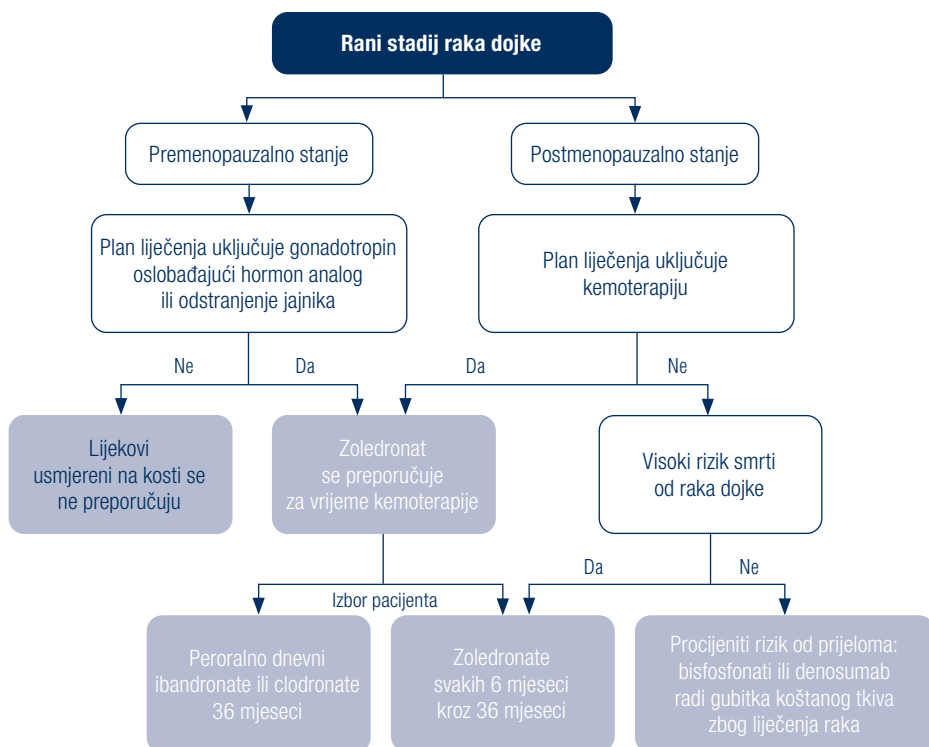 Rani stadij raka dojke
Premenopauzalno stanje
Postmenopauzalno stanje
Plan liječenja uključuje gonadotropin
oslobađajući hormon analog
ili odstranjenje jajnika
Plan liječenja uključuje
kemoterapiju
Ne
Da
Da
Ne
Lijekovi
usmjereni na kosti se
ne preporučuju
Zoledronat
se preporučuje
za vrijeme kemoterapije
Visoki rizik smrti
od raka dojke
Izbor pacijenta
Da
Ne
Peroralno dnevni
ibandronate ili clodronate
36 mjeseci
Zoledronate
svakih 6 mjeseci
kroz 36 mjeseci
Procijeniti rizik od prijeloma:
bisfosfonati ili denosumab
radi gubitka koštanog tkiva
zbog liječenja raka